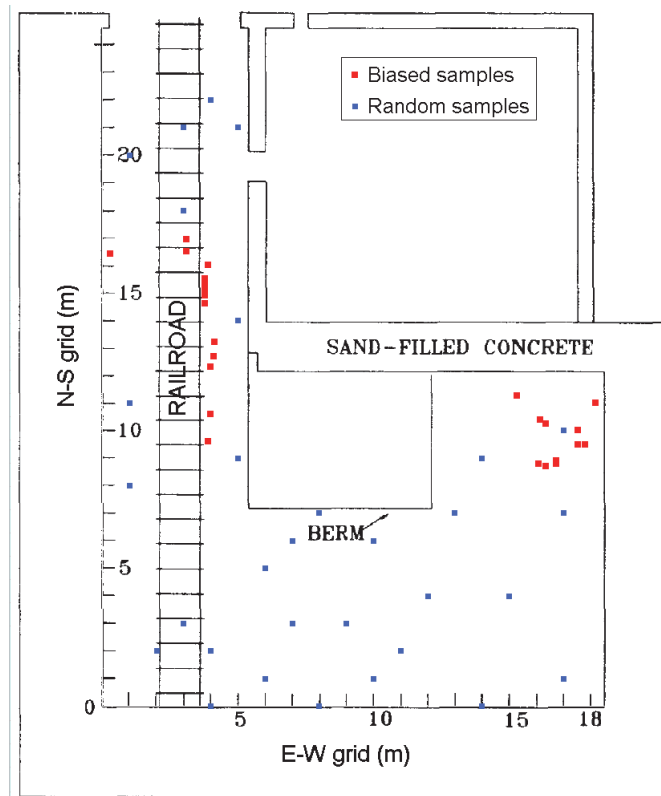 Biased samples
Random samples
20
15
10
5
0
N-S grid (m)
RAILROAD
SAND-FILLED CONCRETE
BERM
5
10
15
18
E-W grid (m)